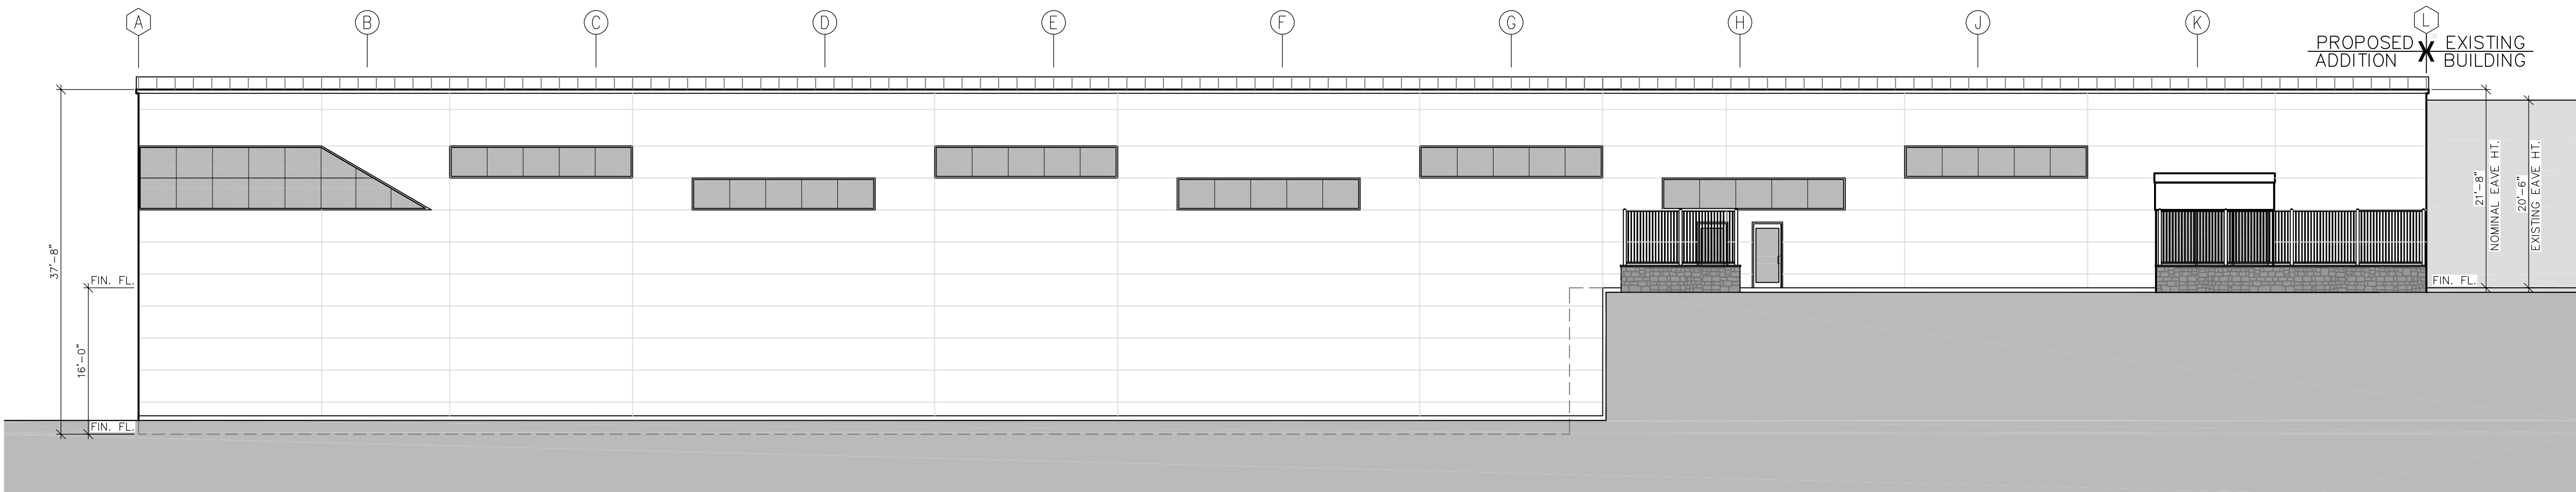 A B C D E F G H J K L
PROPOSED EXISTING
ADDITION BUILDING
37'-8"
16'-0"
FIN. FL.
FIN. FL.
21'-8"
NOMINAL EAVE HT.
20'-6"
EXISTING EAVE HT.
FIN. FL.